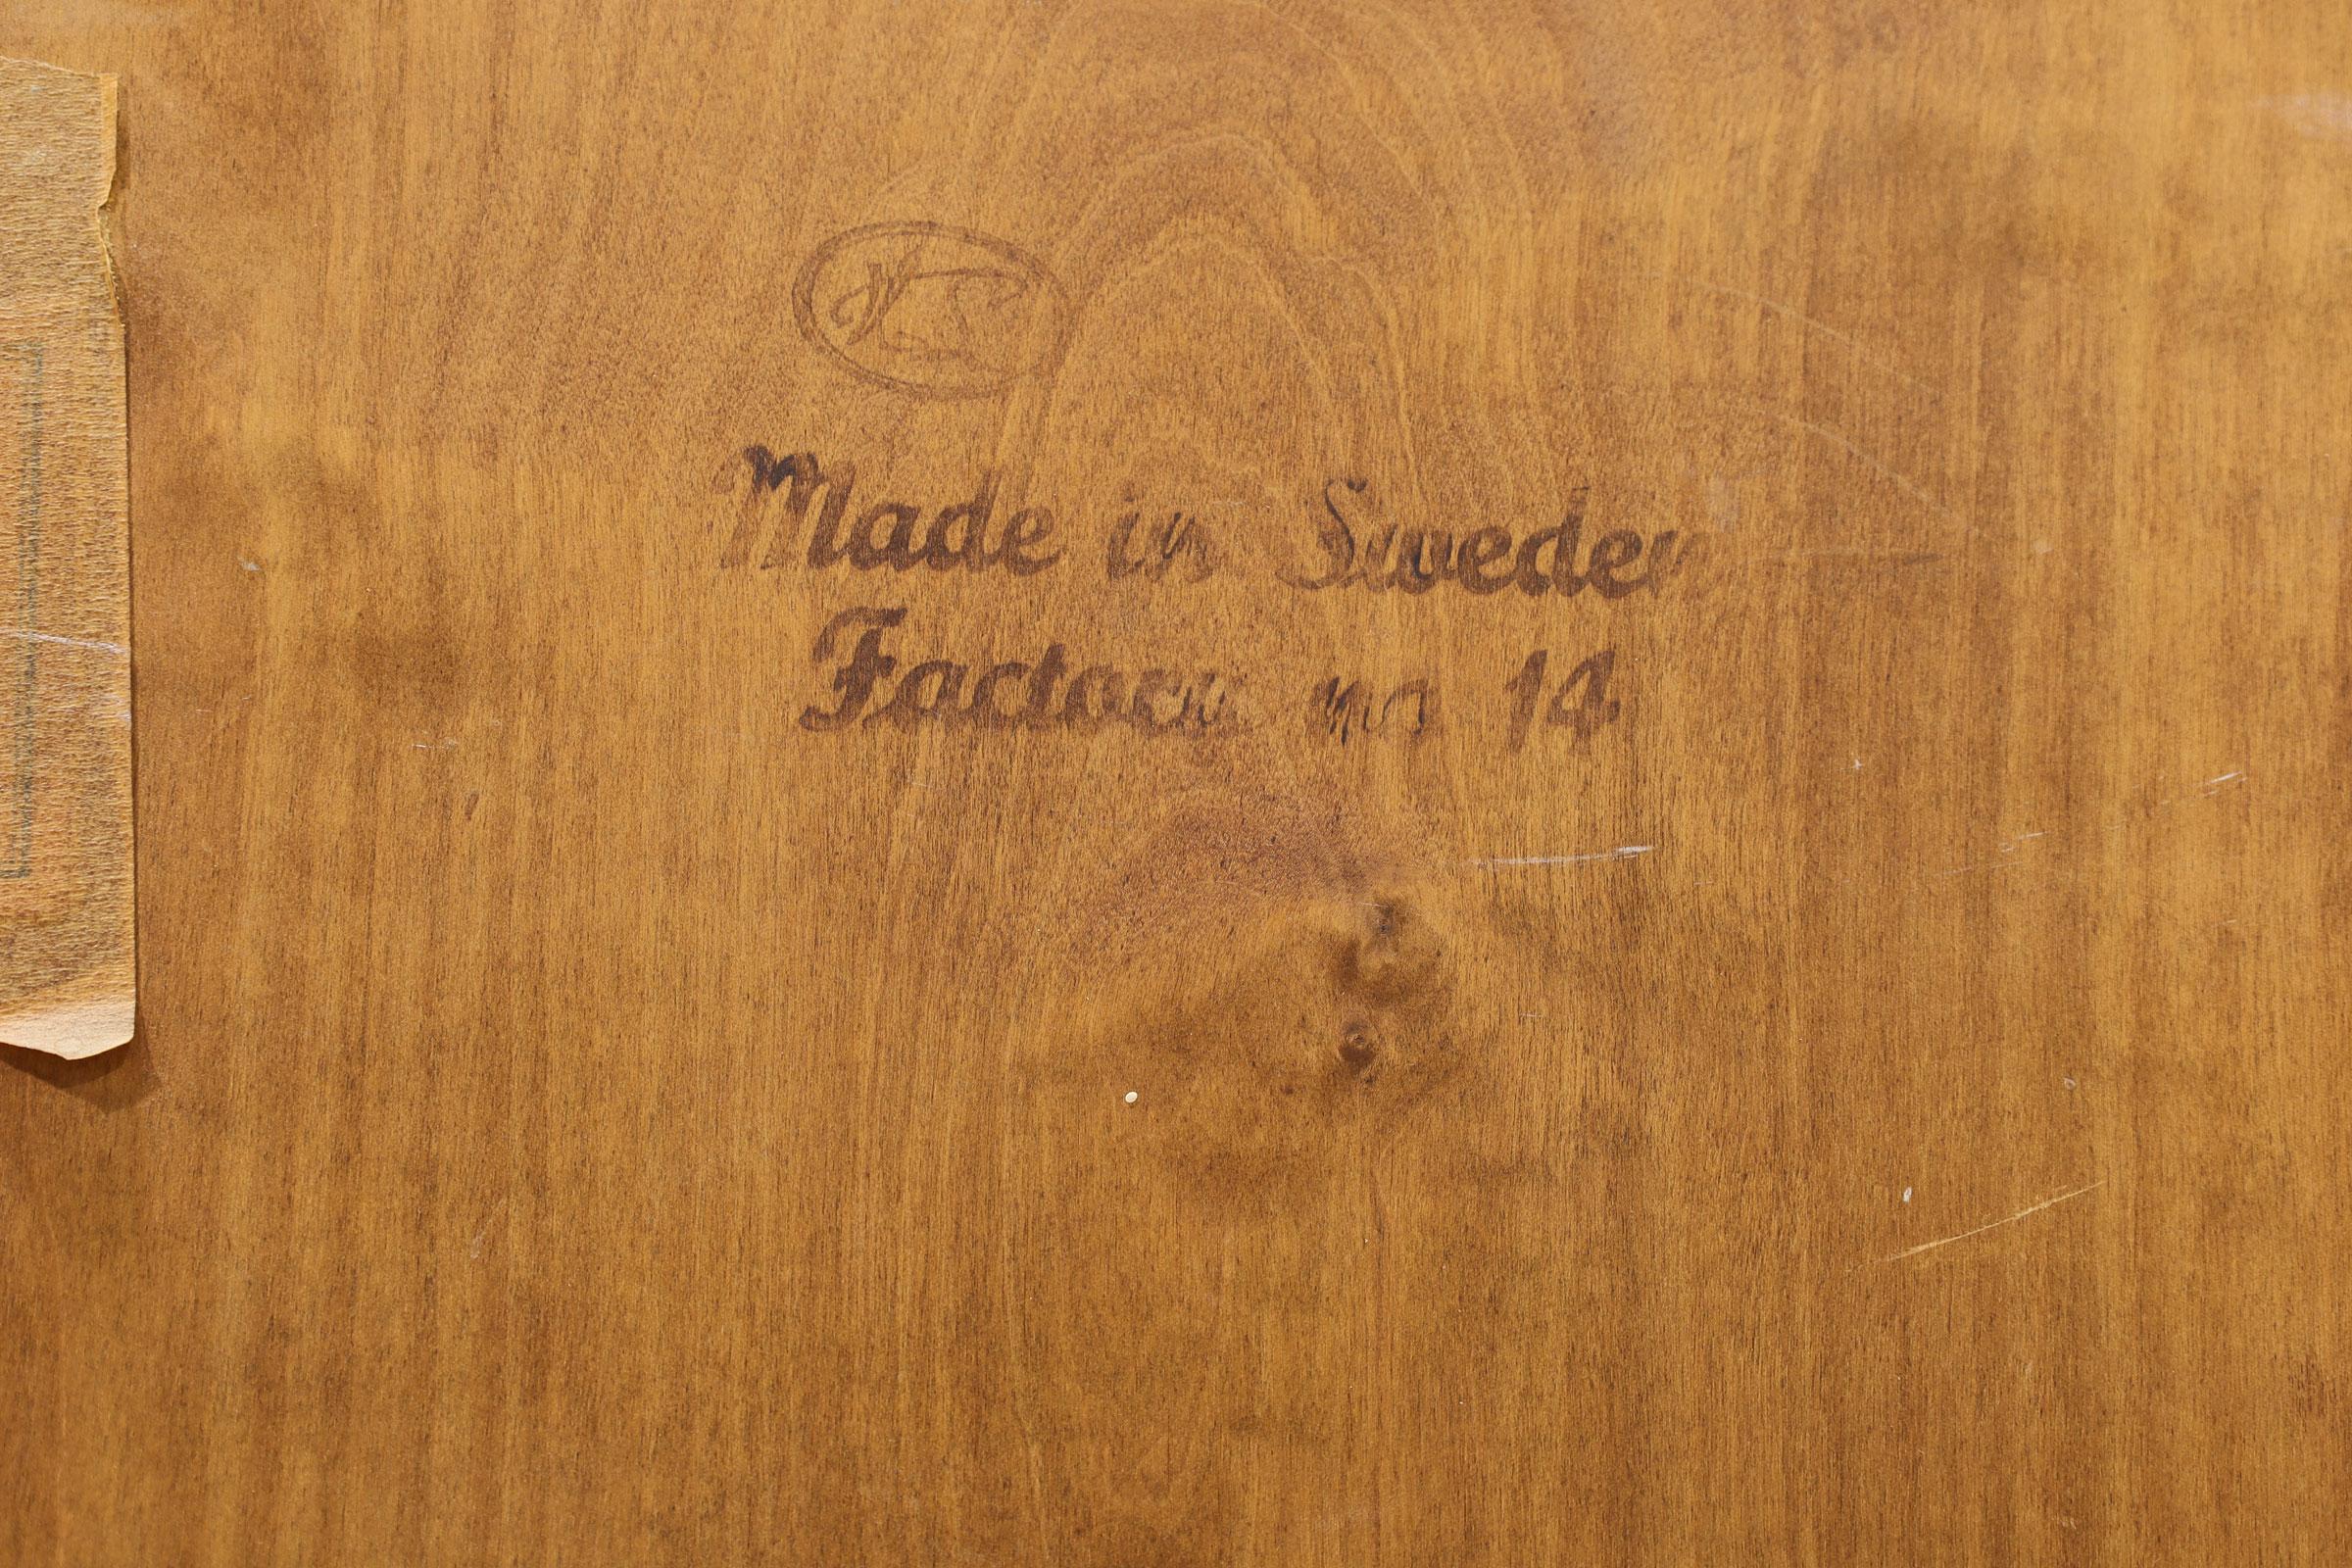 Made in Sweden
Factory no 14